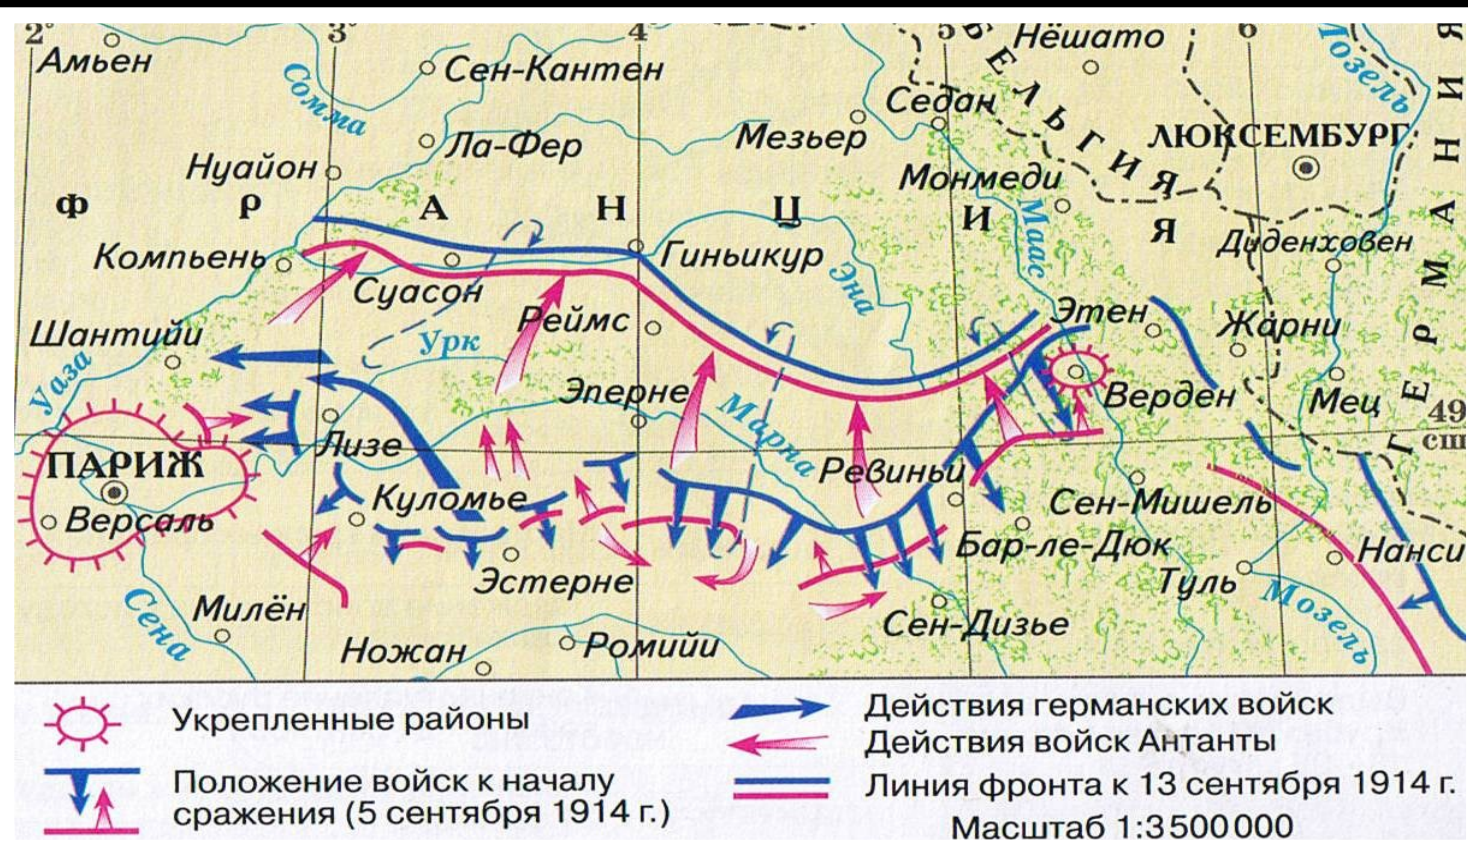 2°
3°
4
5
6
Амьен
Сомма
Сен-Кантен
Нёшато
Мозель
БЕЛЬГИЯ
Седан
Мезьер
ЛЮКСЕМБУРГ
Ла-Фер
Нуайон
Монмеди
ФРАНЦИЯ
Маас
ГЕРМАНИЯ
Компьень
Гиньикур
Диденховен
Суасон
Эна
Реймс
Этен
Жарни
Шантийи
Урк
Уаза
Эперне
Марна
Верден
Мец
49
сш
Лизе
ПАРИЖ
Ревиньи
Куломье
Сен-Мишель
Версаль
Бар-ле-Дюк
Нанси
Эстерне
Туль
Мозель
Сена
Милён
Сен-Дизье
Ножан
Ромийи
Укрепленные районы
Положение войск к началу
сражения (5 сентября 1914 г.)
Действия германских войск
Действия войск Антанты
Линия фронта к 13 сентября 1914 г.
Масштаб 1:3500000